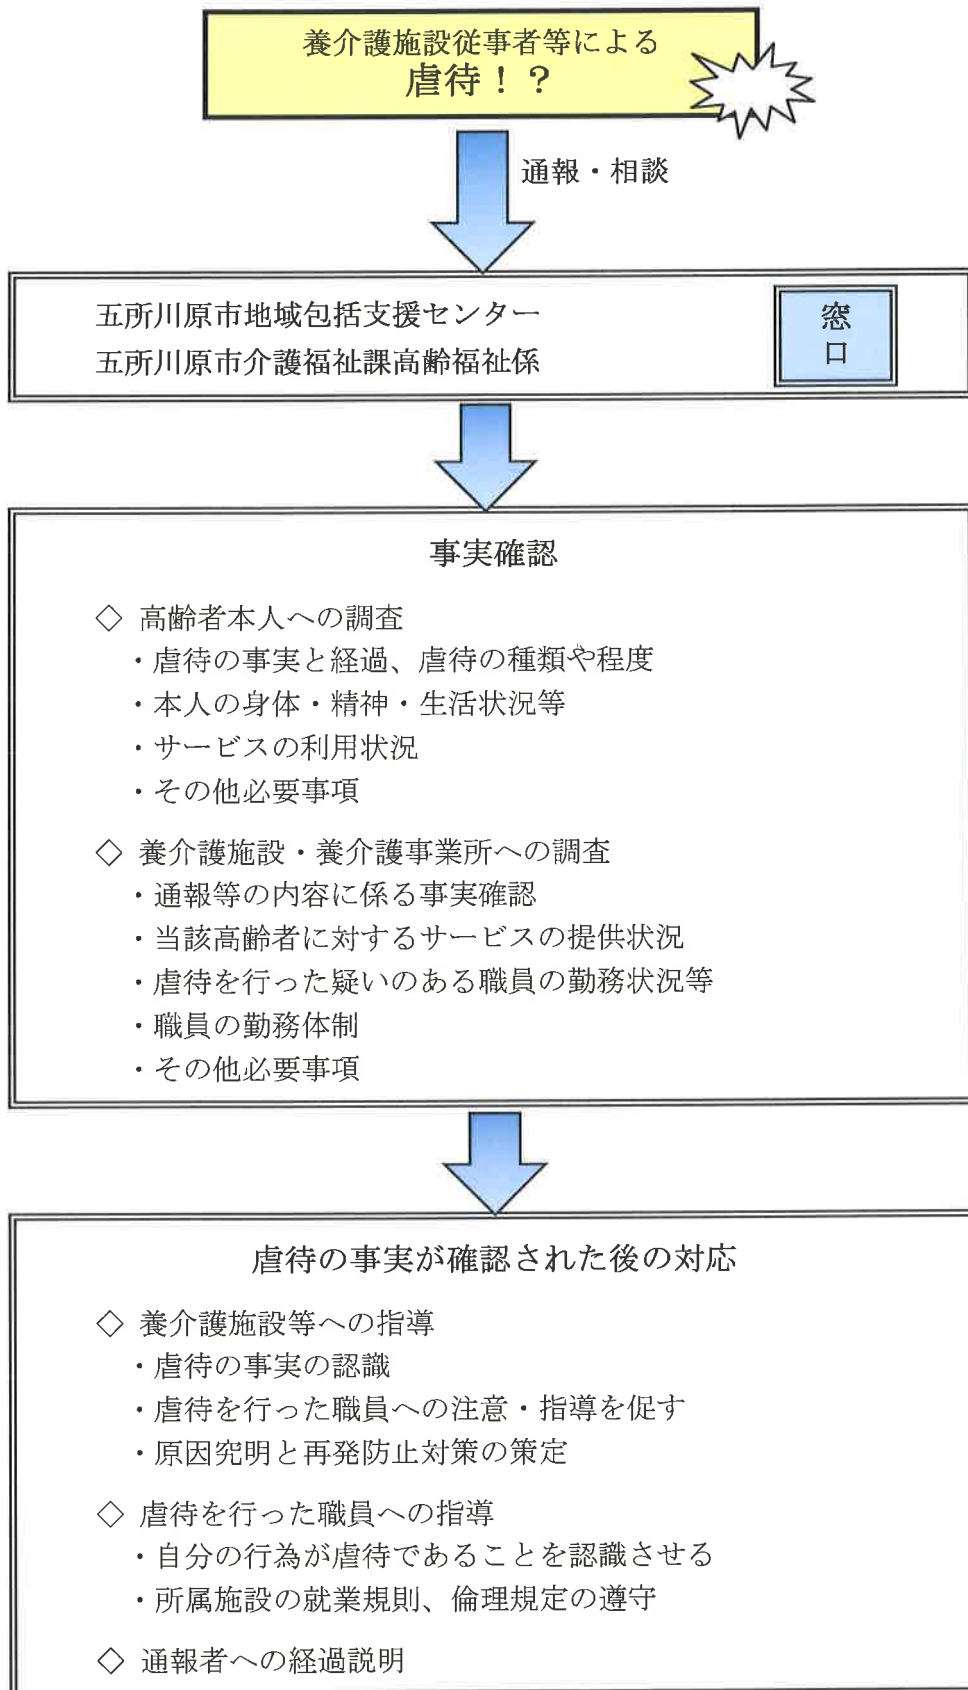 養介護施設従事者等による
虐待！？
通報・相談
五所川原市地域包括支援センター
五所川原市介護福祉課高齢福祉係
窓
口
事実確認
◇ 高齢者本人への調査
・虐待の事実と経過、虐待の種類や程度
・本人の身体・精神・生活状況等
・サービスの利用状況
・その他必要事項
◇ 養介護施設・養介護事業所への調査
・通報等の内容に係る事実確認
・当該高齢者に対するサービスの提供状況
・虐待を行った疑いのある職員の勤務状況等
・職員の勤務体制
・その他必要事項
虐待の事実が確認された後の対応
◇ 養介護施設等への指導
・虐待の事実の認識
・虐待を行った職員への注意・指導を促す
・原因究明と再発防止対策の策定
◇ 虐待を行った職員への指導
・自分の行為が虐待であることを認識させる
・所属施設の就業規則、倫理規定の遵守
◇ 通報者への経過説明